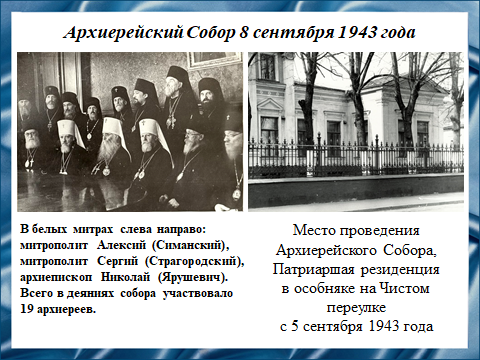 Архиерейский Собор 8 сентября 1943 года
В белых митрах слева направо:
митрополит Алексий (Симанский),
митрополит Сергий (Страгородский),
архиепископ Николай (Ярушевич).
Всего в деяниях собора участвовало
19 архиереев.
Место проведения
Архиерейского Собора,
Патриаршая резиденция
в особняке на Чистом
переулке
с 5 сентября 1943 года